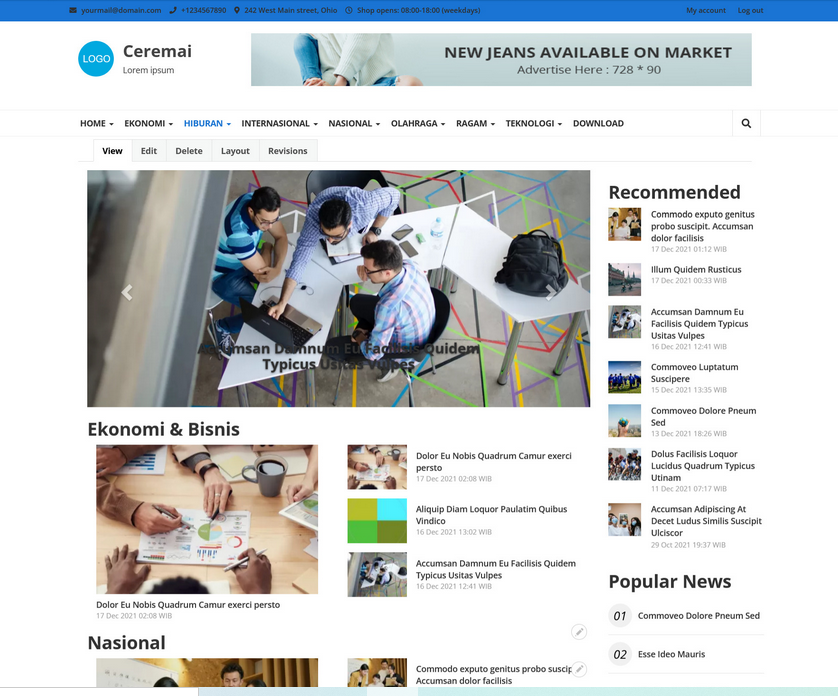 yourmail@domain.com +1234567890 242 West Main street, Ohio Shop opens: 08:00-18:00 (weekdays) My account Log out
LOGO
Ceremai
Lorem ipsum
NEW JEANS AVAILABLE ON MARKET
Advertise Here : 728 * 90
HOME EKONOMI HIBURAN INTERNASIONAL NASIONAL OLAHRAGA RAGAM TEKNOLOGI DOWNLOAD
View Edit Delete Layout Revisions
Accumsan Damnum Eu Facilisis Quidem
Typicus Usitas Vulpes
Ekonomi & Bisnis
Dolor Eu Nobis Quadrum Camur exerci persto
17 Dec 2021 02:08 WIB
Dolor Eu Nobis Quadrum Camur exerci
persto
17 Dec 2021 02:08 WIB
Aliquip Diam Loquor Paulatim Quibus
Vindico
16 Dec 2021 13:02 WIB
Accumsan Damnum Eu Facilisis Quidem
Typicus Usitas Vulpes
16 Dec 2021 12:41 WIB
Nasional
Commodo exputo genitus probo suscip
Accumsan dolor facilisis
Recommended
Commodo exputo genitus
probo suscipit. Accumsan
dolor facilisis
17 Dec 2021 01:12 WIB
Illum Quidem Rusticus
17 Dec 2021 00:33 WIB
Accumsan Damnum Eu
Facilisis Quidem Typicus
Usitas Vulpes
16 Dec 2021 12:41 WIB
Commoveo Luptatum
Suscipere
15 Dec 2021 13:35 WIB
Commoveo Dolore Pneum
Sed
13 Dec 2021 18:26 WIB
Dolus Facilisis Loquor
Lucidus Quadrum Typicus
Utinam
11 Dec 2021 07:17 WIB
Accumsan Adipiscing At
Decet Ludus Similis Suscipit
Ulciscor
29 Oct 2021 19:37 WIB
Popular News
01 Commoveo Dolore Pneum Sed
02 Esse Ideo Mauris